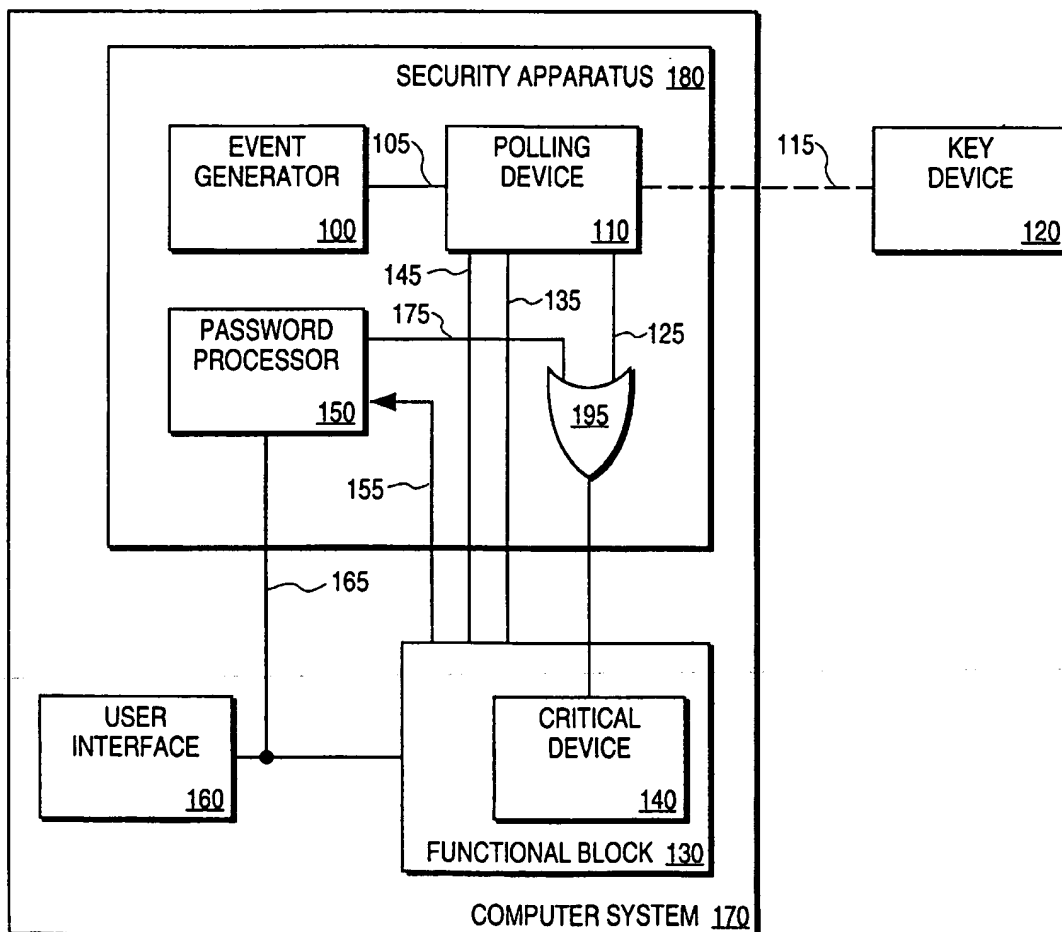 SECURITY APPARATUS 180
EVENT
GENERATOR
100
105
POLLING
DEVICE
110
115
KEY
DEVICE
120
145
135
125
PASSWORD
PROCESSOR
150
175
195
155
165
USER
INTERFACE
160
CRITICAL
DEVICE
140
FUNCTIONAL BLOCK 130
COMPUTER SYSTEM 170